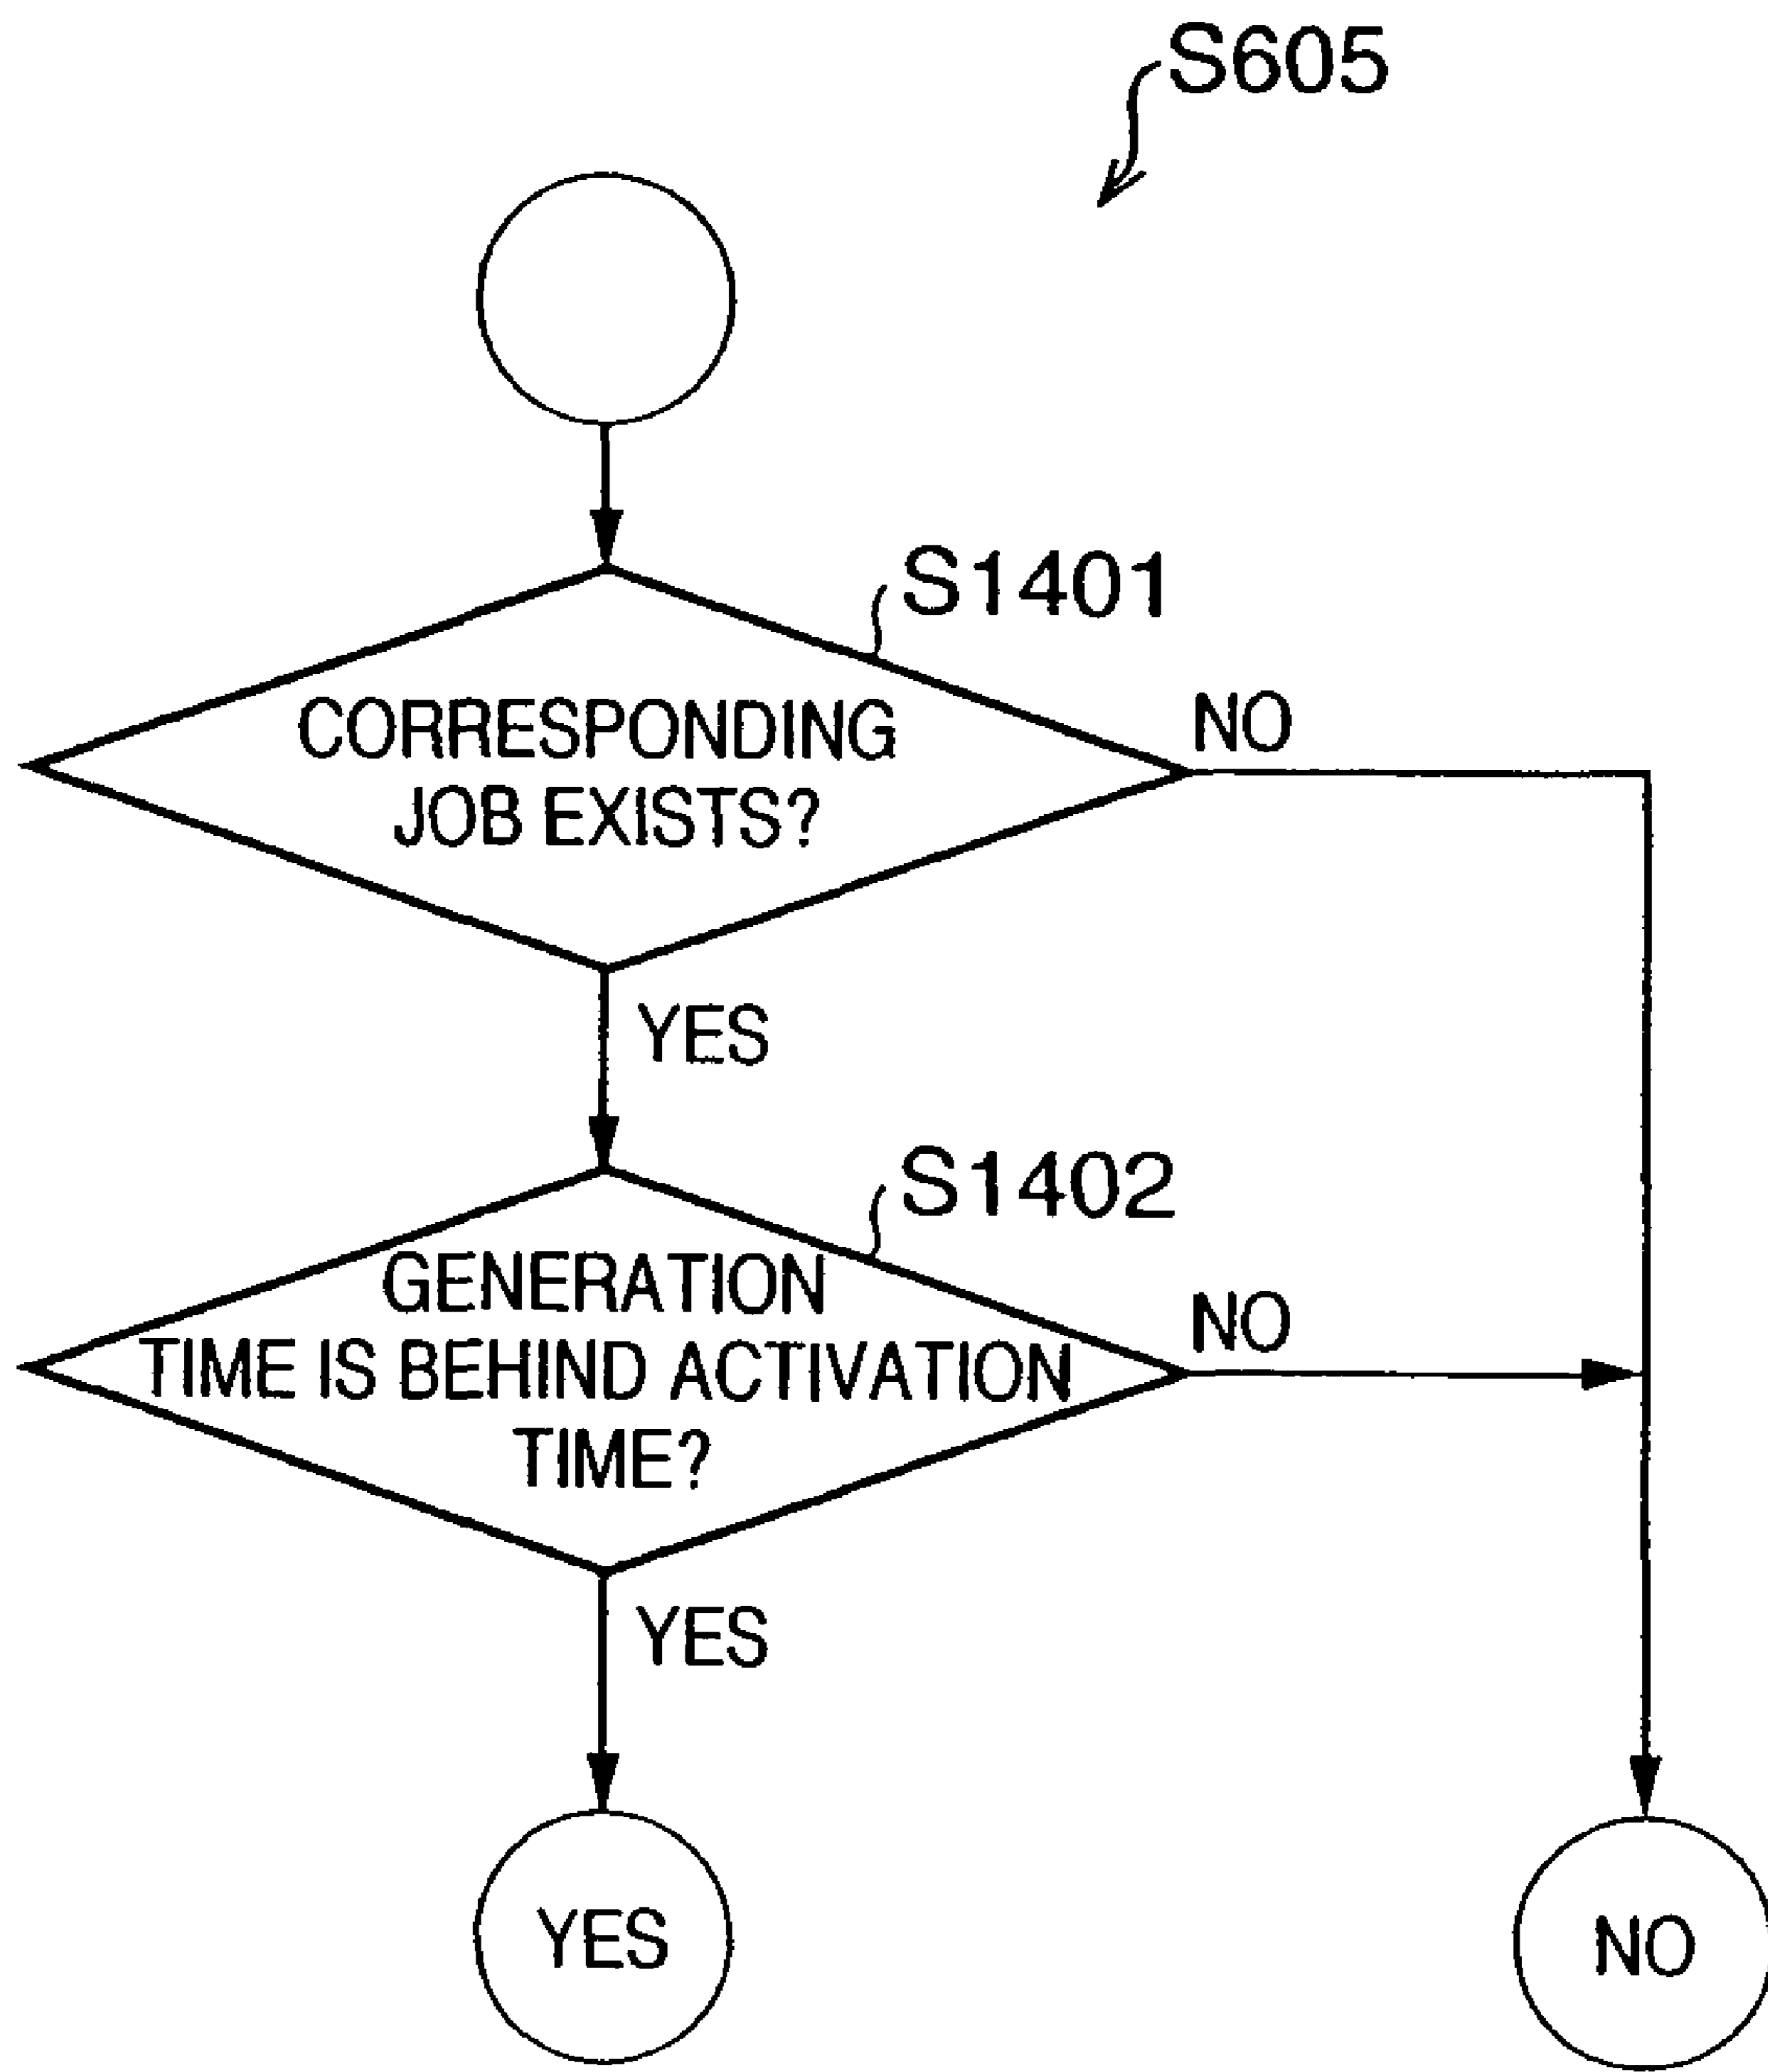 S605
S1401
CORRESPONDING
JOB EXISTS?
NO
YES
S1402
GENERATION
TIME IS BEHIND ACTIVATION
TIME?
NO
YES
YES
NO